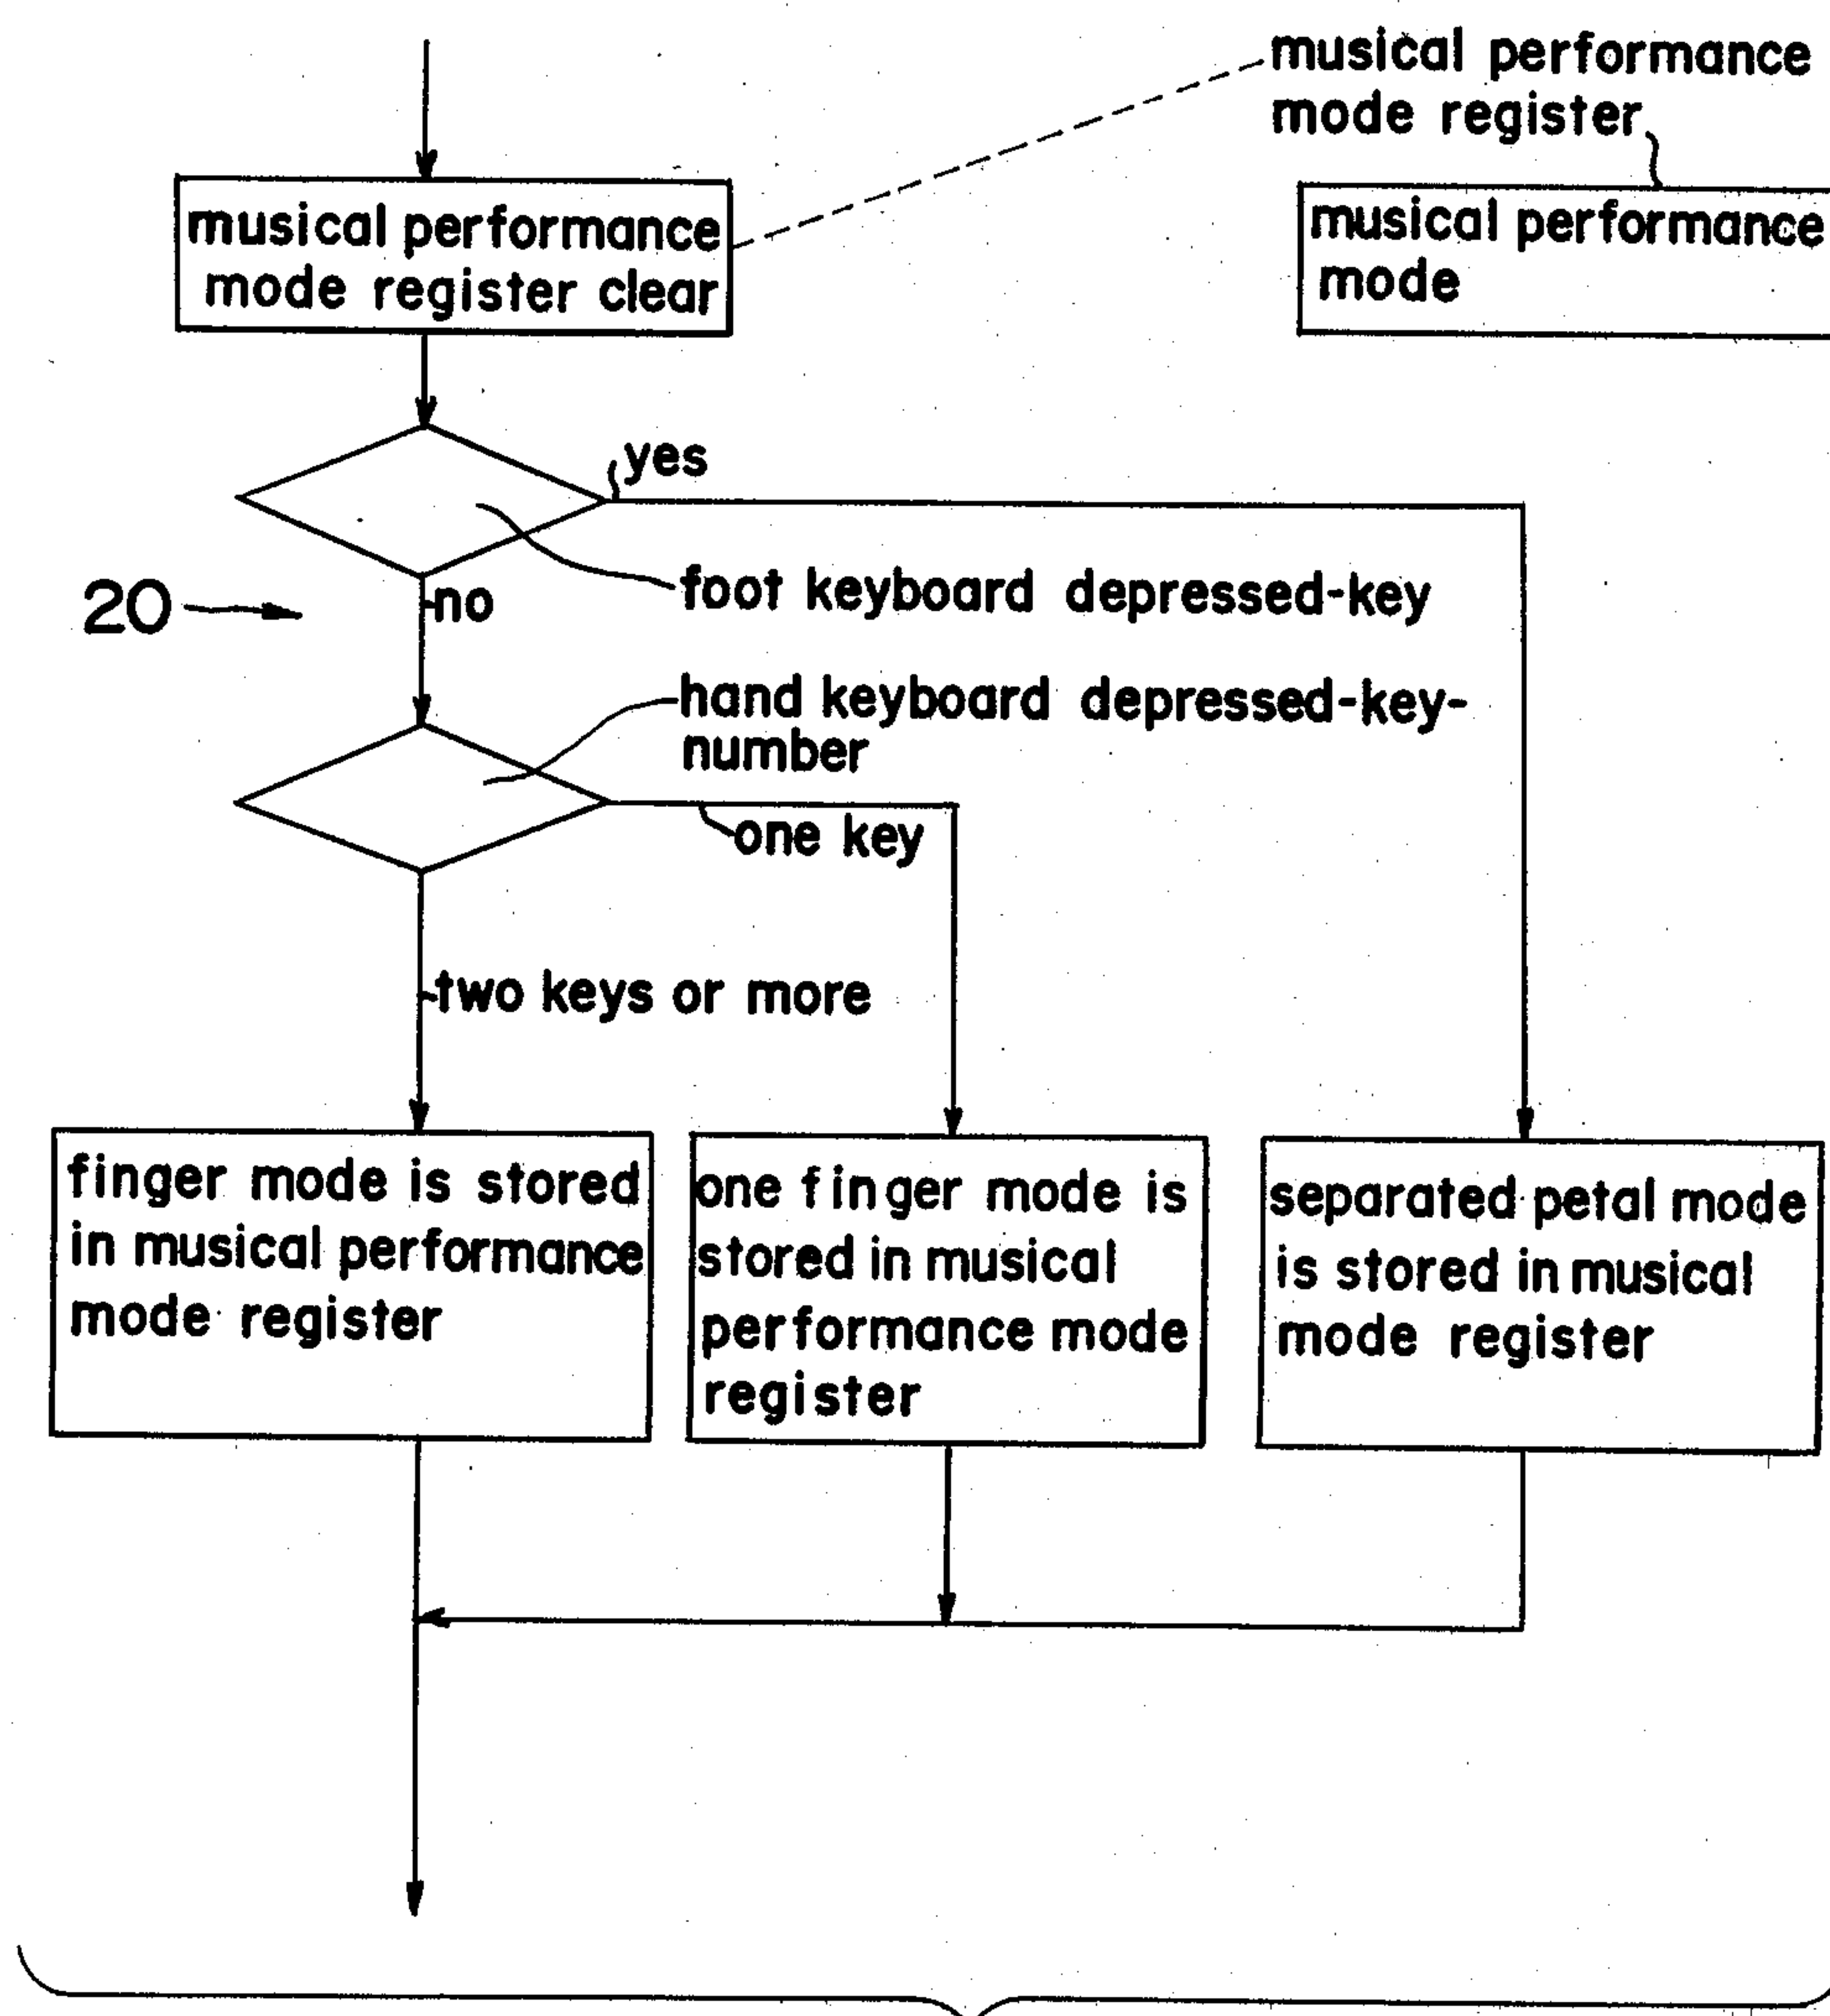 musical performance
mode register
musical performance
mode register clear
musical performance
mode
yes
foot keyboard depressed-key
20
no
hand keyboard depressed-key-
number
one key
two keys or more
finger mode is stored
in musical performance
mode register
one finger mode is
stored in musical
performance mode
register
separated petal mode
is stored in musical
mode register